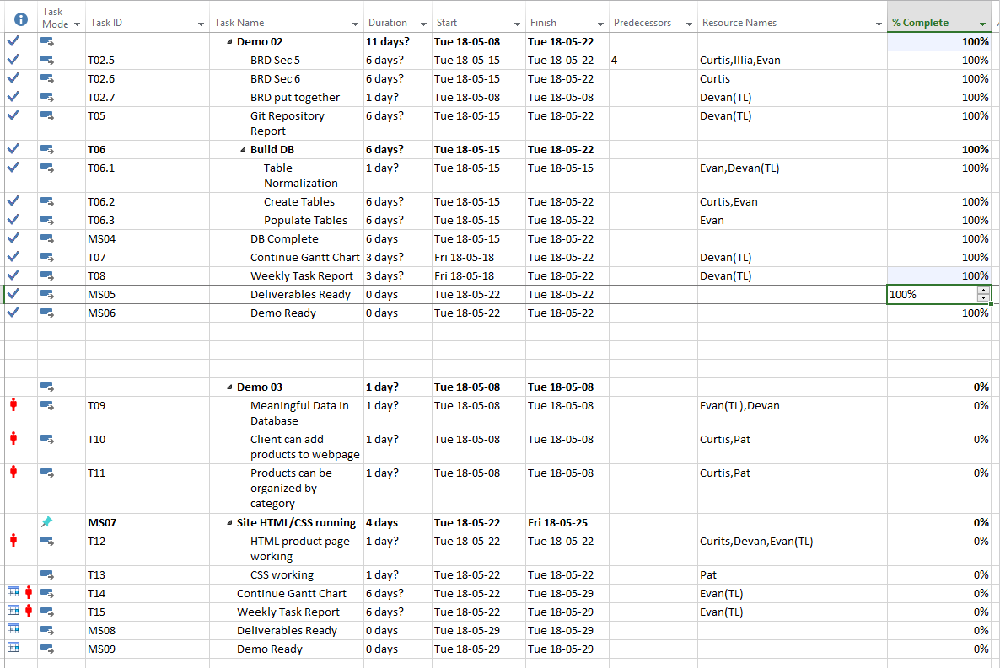 Task Mode Task ID Task Name Duration Start Finish Predecessors Resource Names % Complete
Demo 02 11 days? Tue 18-05-08 Tue 18-05-22 100%
T02.5 BRD Sec 5 6 days? Tue 18-05-15 Tue 18-05-22 4 Curtis,Illia,Evan 100%
T02.6 BRD Sec 6 6 days? Tue 18-05-15 Tue 18-05-22 Curtis 100%
T02.7 BRD put together 1 day? Tue 18-05-08 Tue 18-05-08 Devan(TL) 100%
T05 Git Repository Report 6 days? Tue 18-05-15 Tue 18-05-22 Devan(TL) 100%
T06 Build DB 6 days? Tue 18-05-15 Tue 18-05-22 100%
T06.1 Table Normalization 1 day? Tue 18-05-15 Tue 18-05-15 Evan,Devan(TL) 100%
T06.2 Create Tables 6 days? Tue 18-05-15 Tue 18-05-22 Curtis,Evan 100%
T06.3 Populate Tables 6 days? Tue 18-05-15 Tue 18-05-22 Evan 100%
MS04 DB Complete 6 days Tue 18-05-15 Tue 18-05-22 100%
T07 Continue Gantt Chart 3 days? Fri 18-05-18 Tue 18-05-22 Devan(TL) 100%
T08 Weekly Task Report 3 days? Fri 18-05-18 Tue 18-05-22 Devan(TL) 100%
MS05 Deliverables Ready 0 days Tue 18-05-22 Tue 18-05-22 100%
MS06 Demo Ready 0 days Tue 18-05-22 Tue 18-05-22 100%
Demo 03 1 day? Tue 18-05-08 Tue 18-05-08 0%
T09 Meaningful Data in Database 1 day? Tue 18-05-08 Tue 18-05-08 Evan(TL),Devan 0%
T10 Client can add products to webpage 1 day? Tue 18-05-08 Tue 18-05-08 Curtis,Pat 0%
T11 Products can be organized by category 1 day? Tue 18-05-08 Tue 18-05-08 Curtis,Pat 0%
MS07 Site HTML/CSS running 4 days Tue 18-05-22 Fri 18-05-25 0%
T12 HTML product page working 1 day? Tue 18-05-22 Tue 18-05-22 Curits,Devan,Evan(TL) 0%
T13 CSS working 1 day? Tue 18-05-22 Tue 18-05-22 Pat 0%
T14 Continue Gantt Chart 6 days? Tue 18-05-22 Tue 18-05-29 Evan(TL) 0%
T15 Weekly Task Report 6 days? Tue 18-05-22 Tue 18-05-29 Evan(TL) 0%
MS08 Deliverables Ready 0 days Tue 18-05-29 Tue 18-05-29 0%
MS09 Demo Ready 0 days Tue 18-05-29 Tue 18-05-29 0%